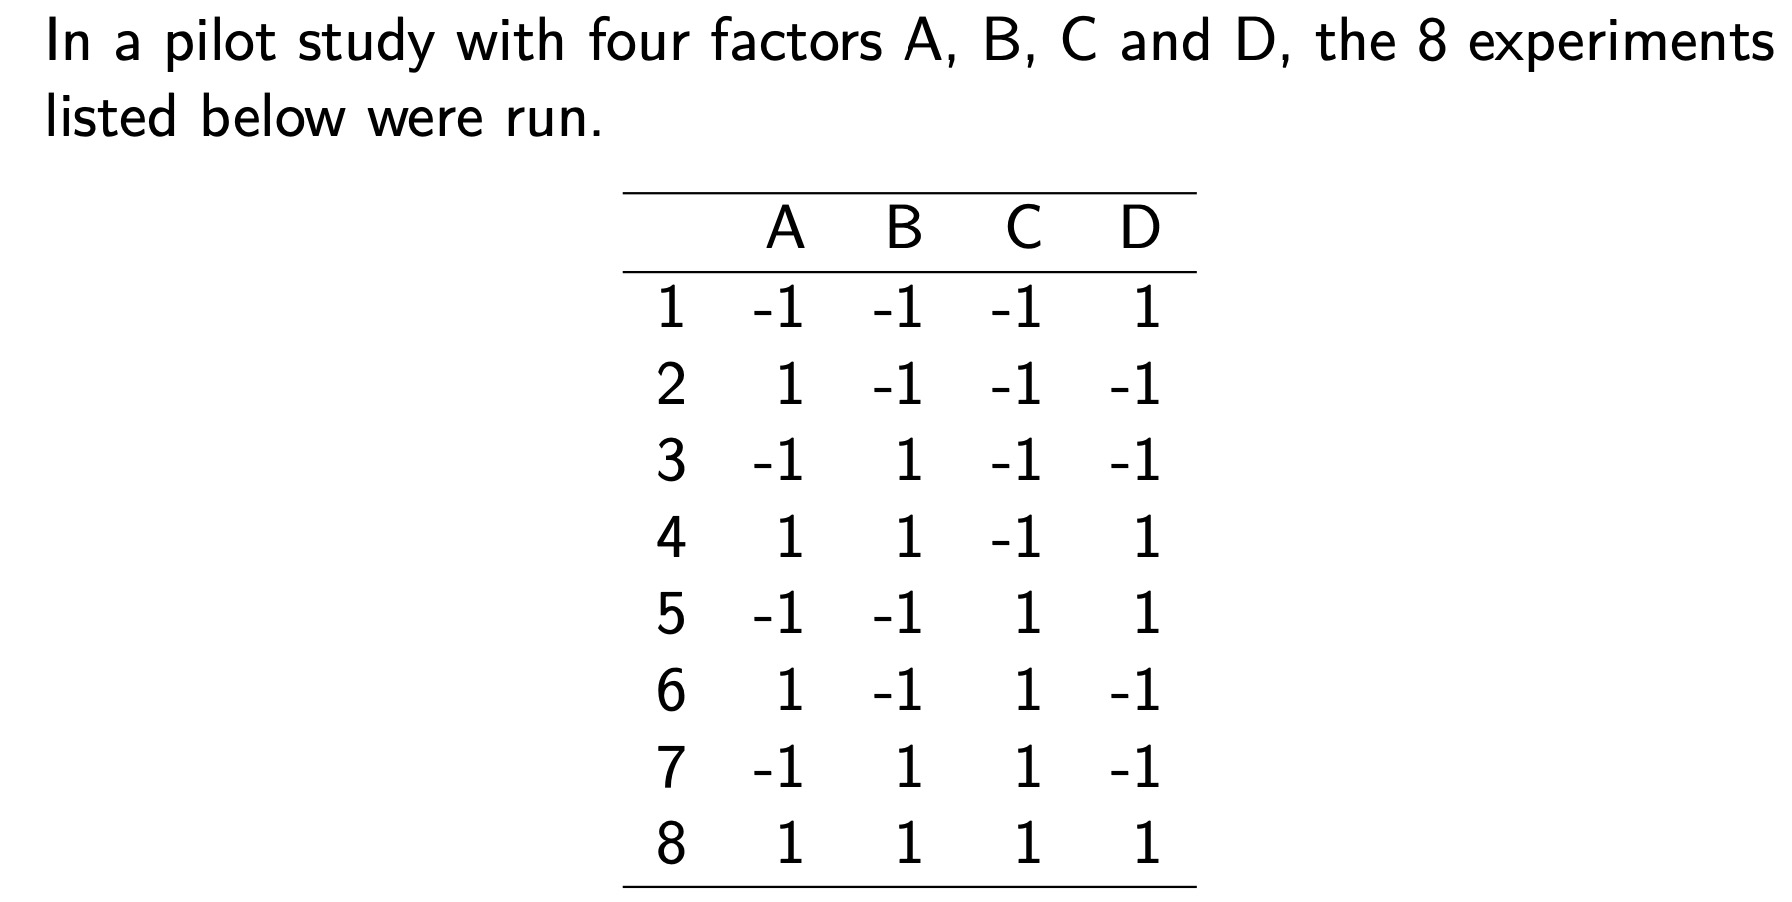 In a pilot study with four factors A, B, C and D, the 8 experiments
listed below were run.
A B C D
1 -1 -1 -1 1
2 1 -1 -1 -1
3 -1 1 -1 -1
4 1 1 -1 1
5 -1 -1 1 1
6 1 -1 1 -1
7 -1 1 1 -1
8 1 1 1 1